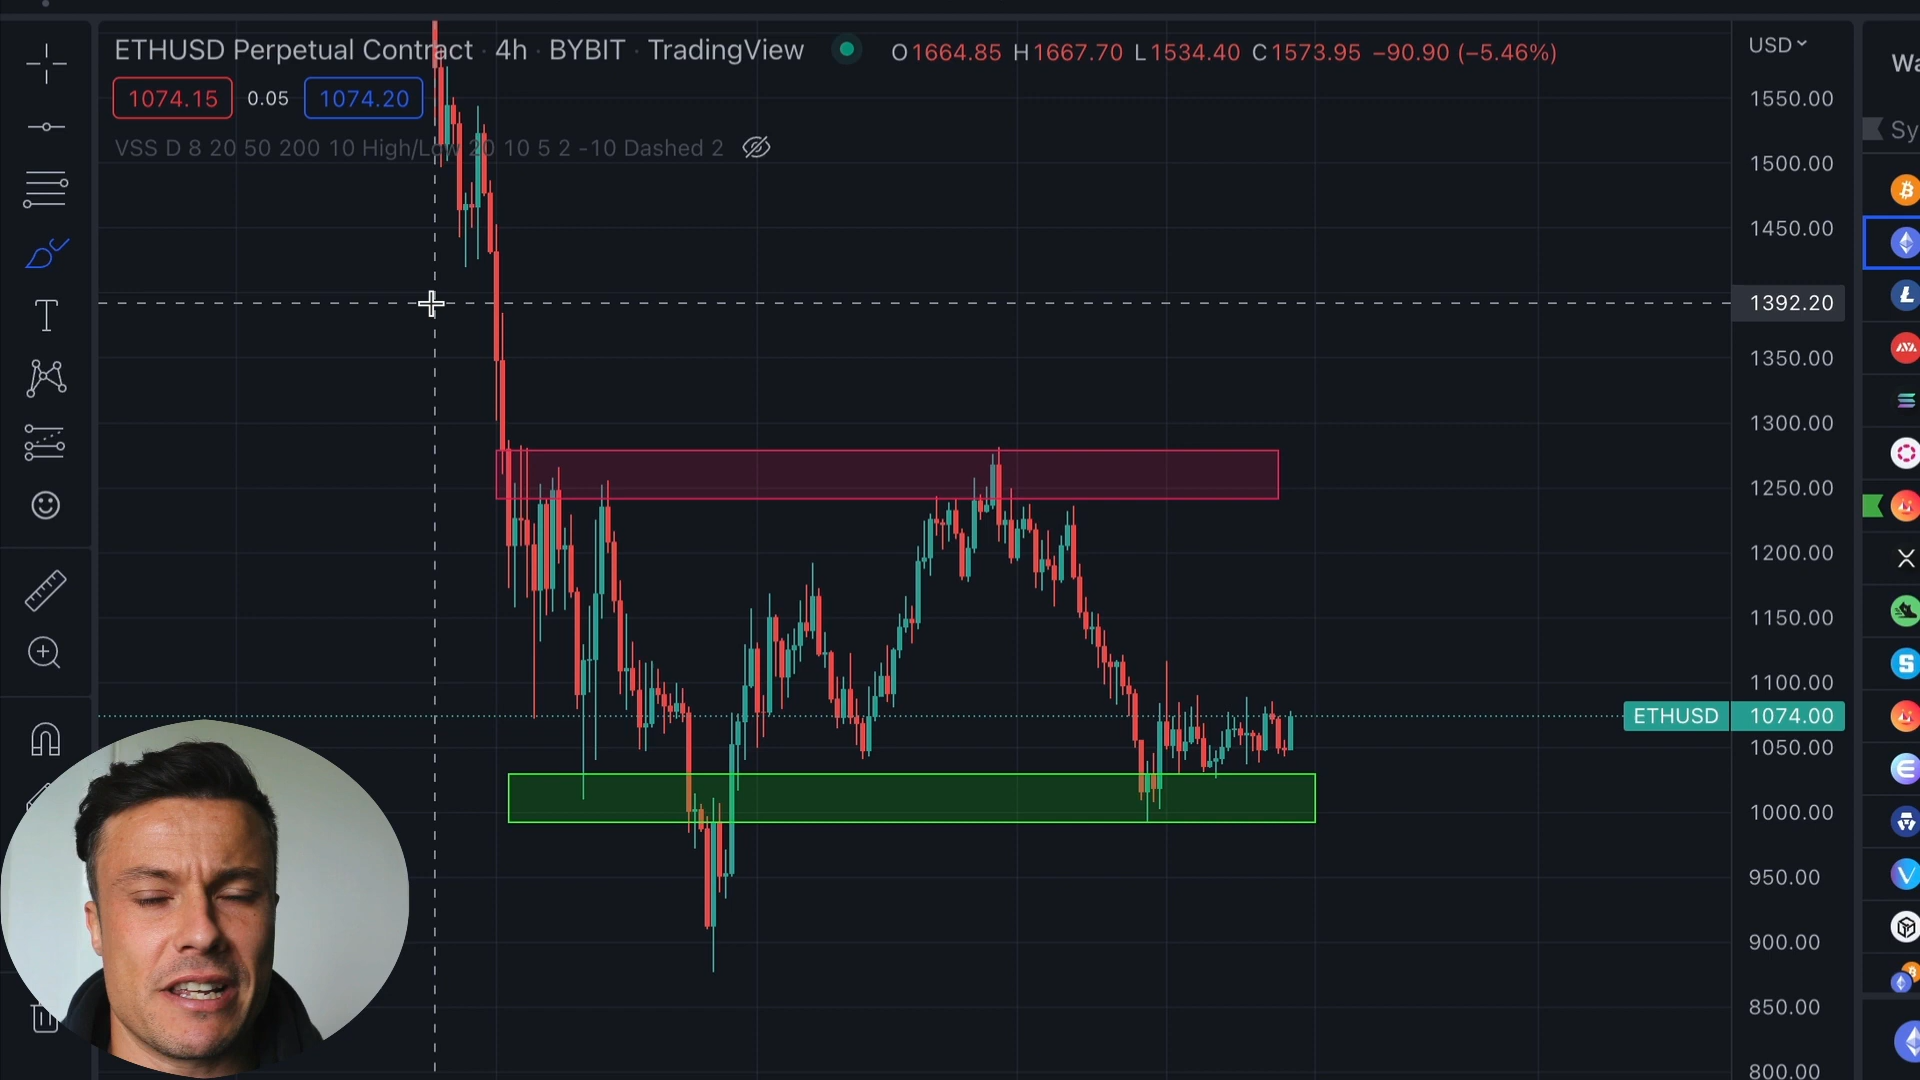 ETHUSD Perpetual Contract · 4h · BYBIT · TradingView O1664.85 H1667.70 L1534.40 C1573.95 −90.90 (−5.46%)
USD
Wa
1074.15 0.05 1074.20
1550.00
Sy
VSS D 8 20 50 200 10 High/Low 20 10 5 2 -10 Dashed 2
1500.00
1450.00
1392.20
1350.00
1300.00
1250.00
1200.00
1150.00
1100.00
ETHUSD 1074.00
1050.00
1000.00
950.00
900.00
850.00
800.00